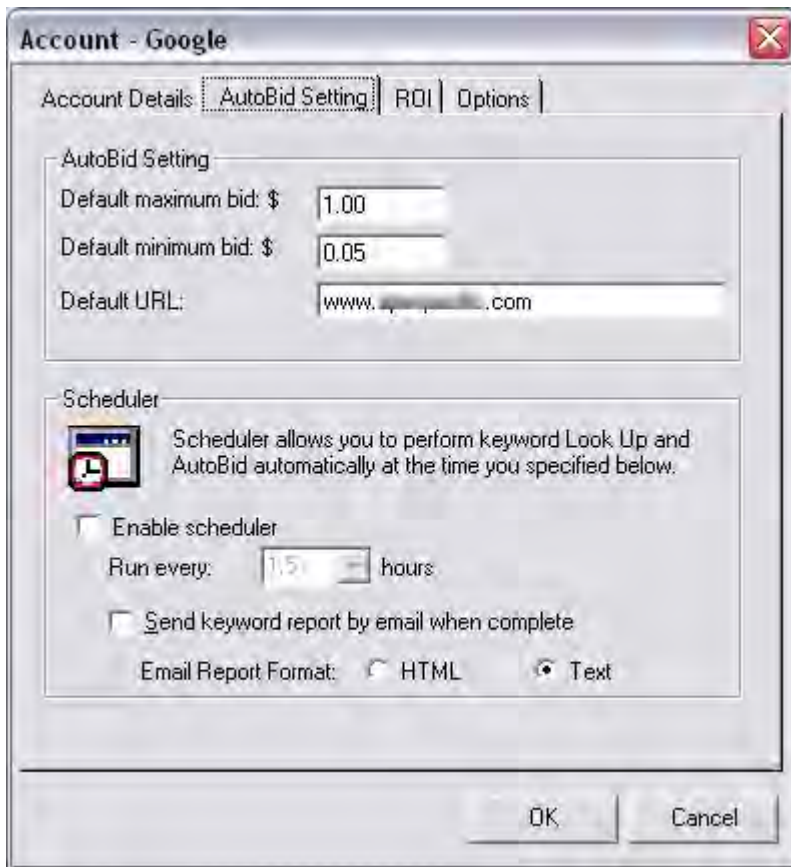 Account - Google
Account Details AutoBid Setting ROI Options
AutoBid Setting
Default maximum bid: $ 1.00
Default minimum bid: $ 0.05
Default URL: www. .com
Scheduler
Scheduler allows you to perform keyword Look Up and
AutoBid automatically at the time you specified below.
Enable scheduler
Run every: 1.5 hours
Send keyword report by email when complete
Email Report Format: HTML Text
OK Cancel